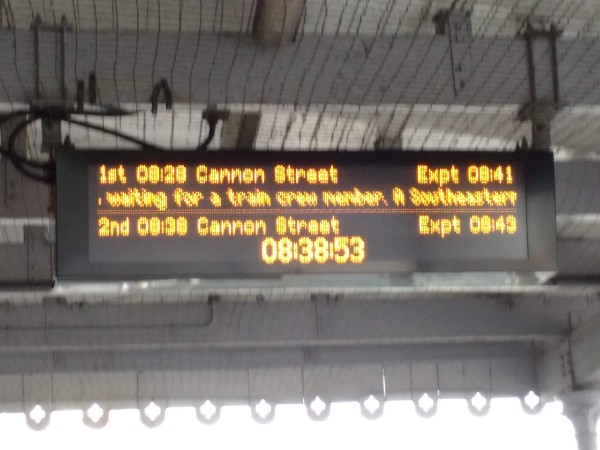 1st 08:28 Cannon Street Expt 08:41
. waiting for a train crew member. A Southeastern
2nd 08:38 Cannon Street Expt 08:43
08:38:53